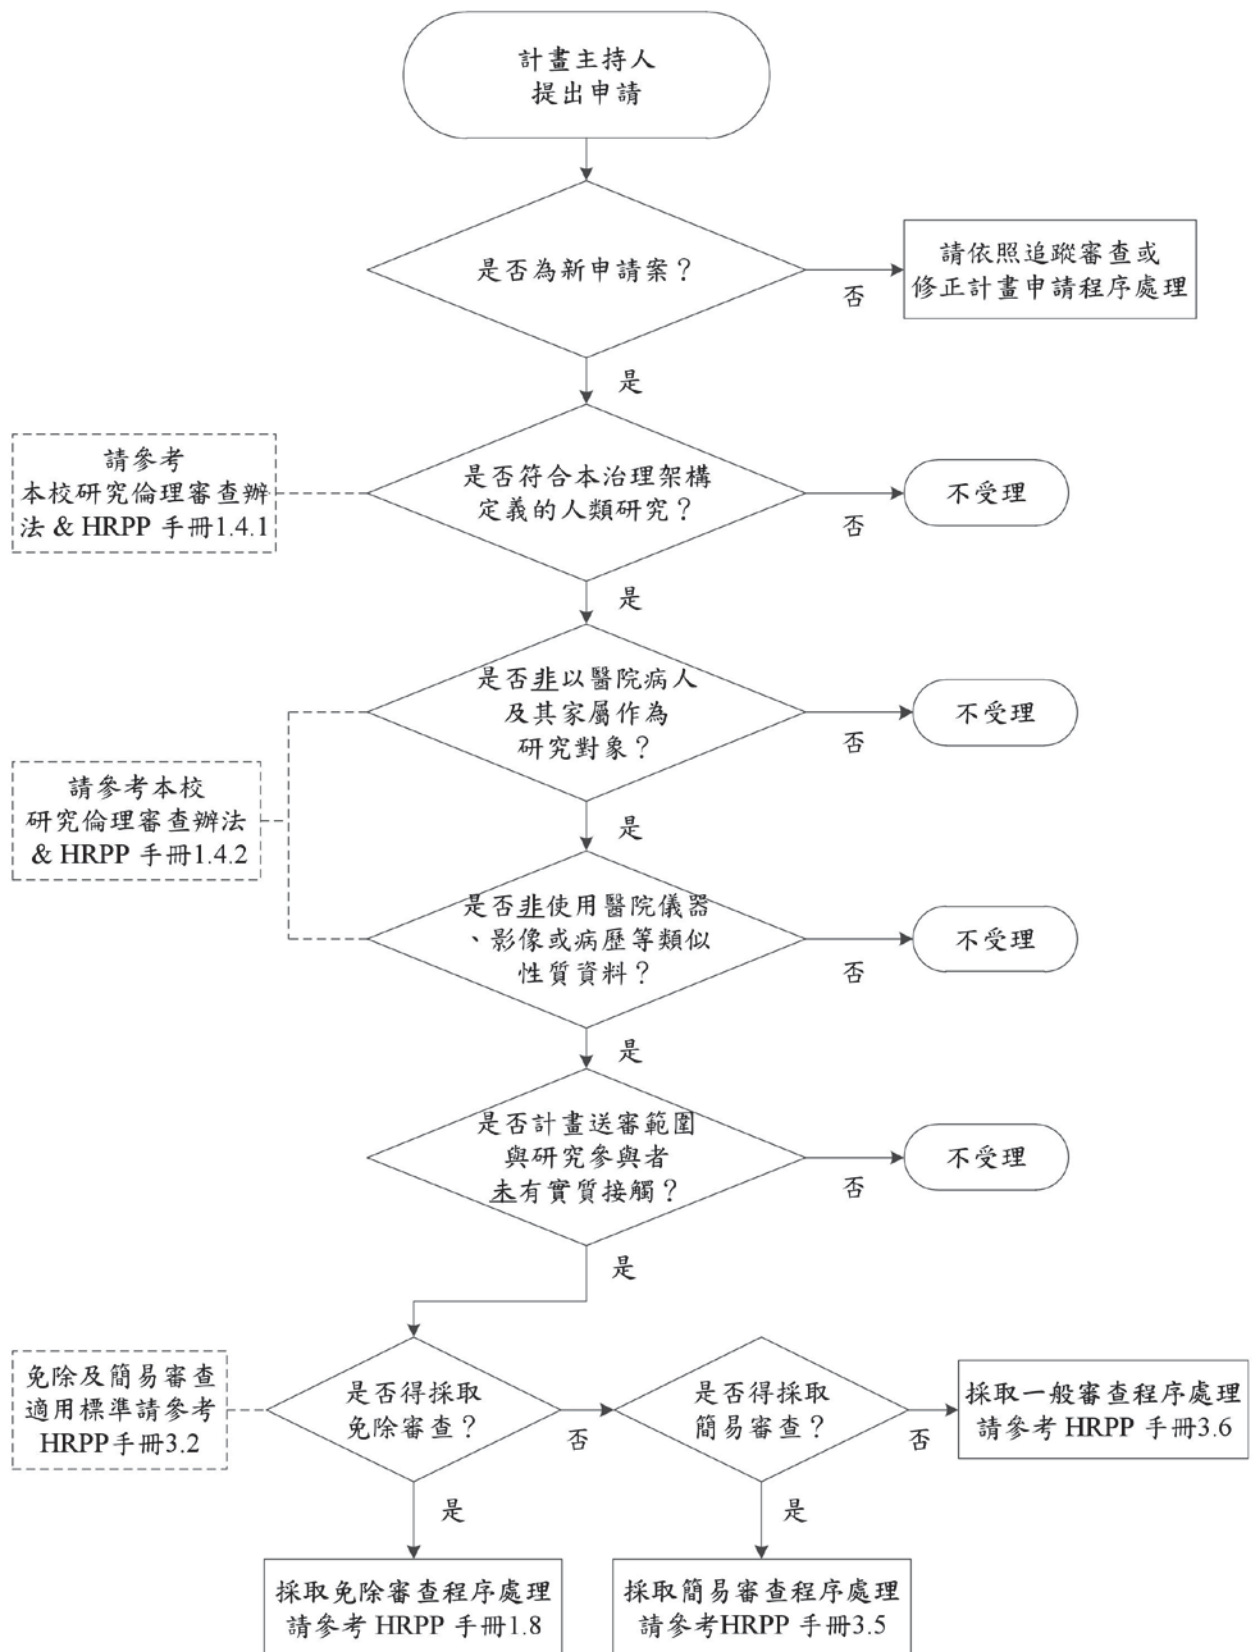 計畫主持人
提出申請
是否為新申請案？
否
請依照追蹤審查或
修正計畫申請程序處理
是
請參考
本校研究倫理審查辦
法 & HRPP 手冊1.4.1
是否符合本治理架構
定義的人類研究？
否
不受理
是
是否非以醫院病人
及其家屬作為
研究對象？
否
不受理
是
請參考本校
研究倫理審查辦法
& HRPP 手冊1.4.2
是否非使用醫院儀器
、影像或病歷等類似
性質資料？
否
不受理
是
是否計畫送審範圍
與研究參與者
未有實質接觸？
否
不受理
是
免除及簡易審查
適用標準請參考
HRPP手冊3.2
是否得採取
免除審查？
否
是否得採取
簡易審查？
否
採取一般審查程序處理
請參考 HRPP 手冊3.6
是
是
採取免除審查程序處理
請參考 HRPP 手冊1.8
採取簡易審查程序處理
請參考HRPP 手冊3.5